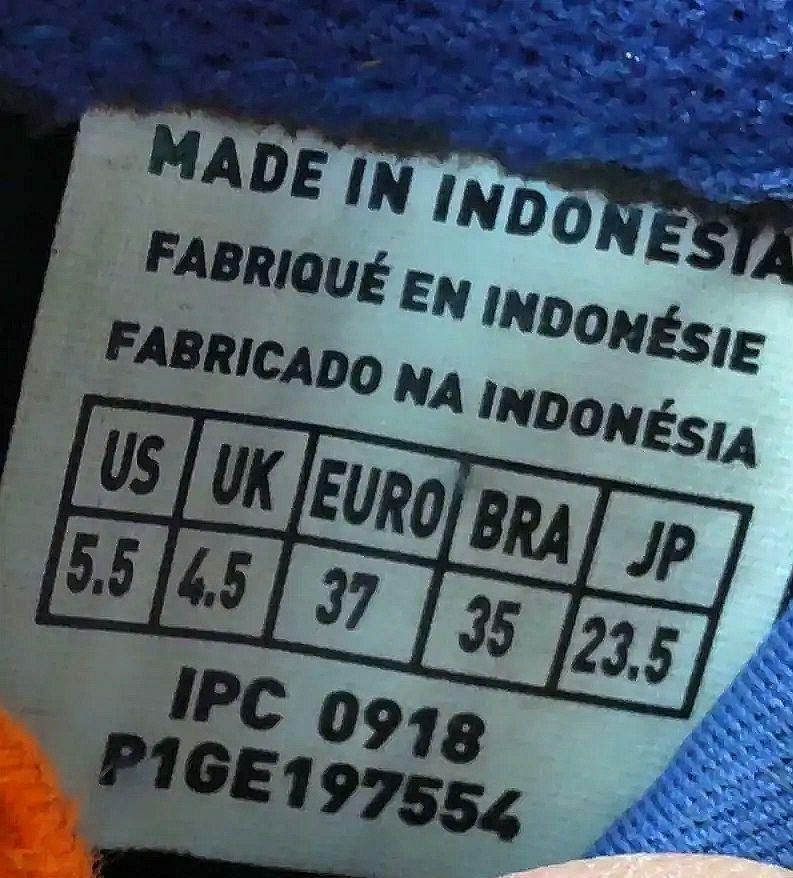 MADE IN INDONESIA
FABRIQUÉ EN INDONÉSIE
FABRICADO NA INDONÉSIA
US UK EURO BRA JP
5.5 4.5 37 35 23.5
IPC 0918
P1GE197554